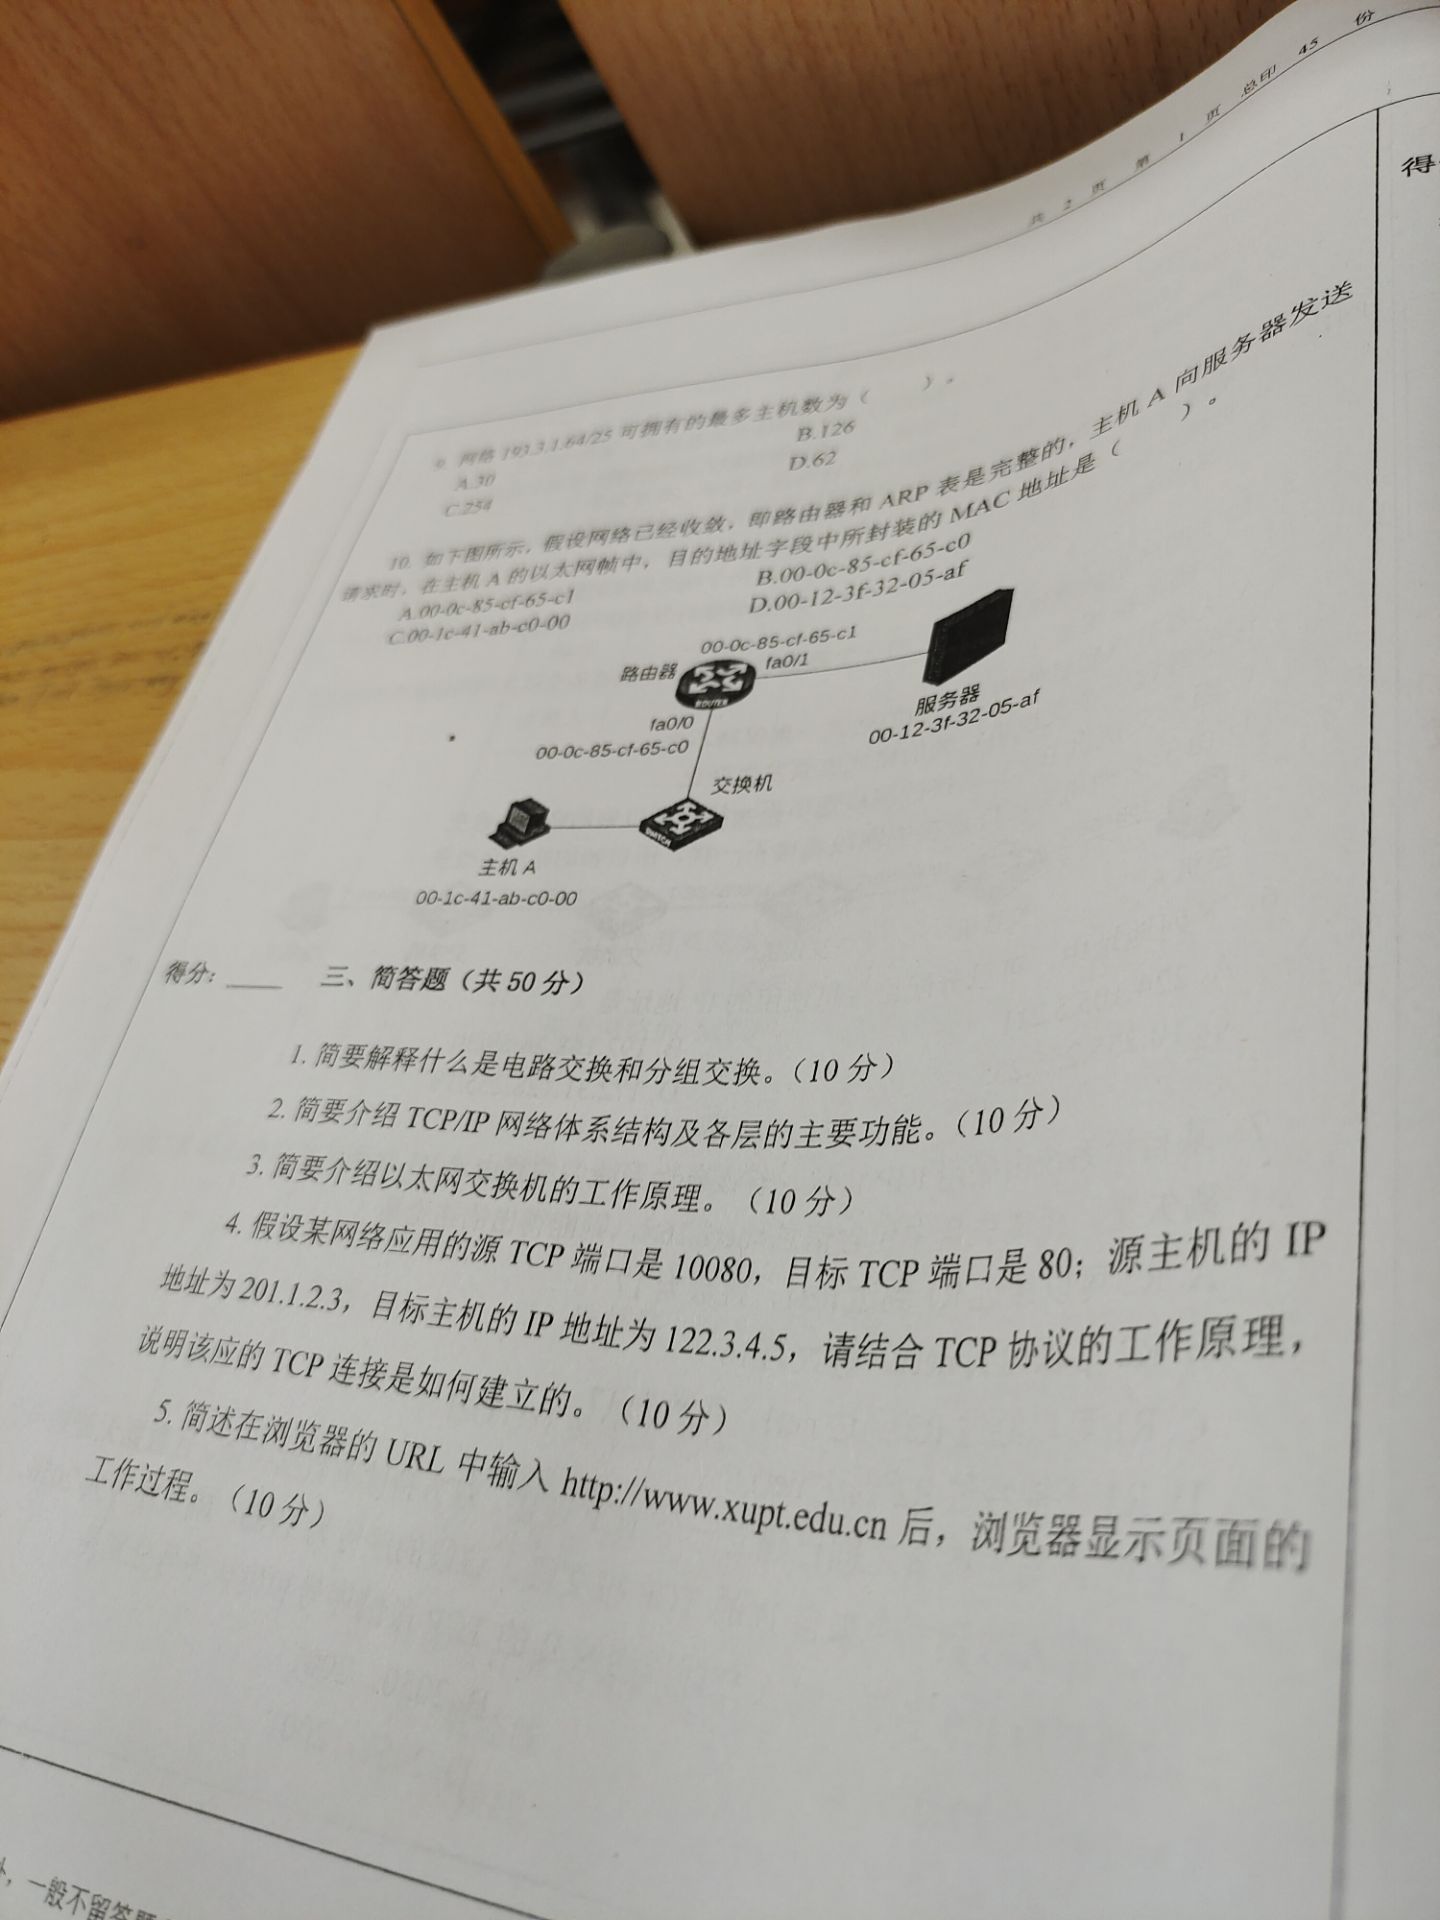 共 2 页 第 1 页 总印 45 份
得
9. 网络 193.3.1.64/25 可拥有的最多主机数为（ ）。
A.30 B.126
C.254 D.62
10. 如下图所示，假设网络已经收敛，即路由器和 ARP 表是完整的，主机 A 向服务器发送
请求时，在主机 A 的以太网帧中，目的地址字段中所封装的 MAC 地址是（ ）。
A.00-0c-85-cf-65-c1 B.00-0c-85-cf-65-c0
C.00-1c-41-ab-c0-00 D.00-12-3f-32-05-af
00-0c-85-cf-65-c1
路由器 fa0/1
ROUTER
服务器
00-12-3f-32-05-af
fa0/0
00-0c-85-cf-65-c0
交换机
SWITCH
主机 A
00-1c-41-ab-c0-00
得分：____ 三、简答题（共 50 分）
1. 简要解释什么是电路交换和分组交换。（10 分）
2. 简要介绍 TCP/IP 网络体系结构及各层的主要功能。（10 分）
3. 简要介绍以太网交换机的工作原理。（10 分）
4. 假设某网络应用的源 TCP 端口是 10080，目标 TCP 端口是 80；源主机的 IP
地址为 201.1.2.3，目标主机的 IP 地址为 122.3.4.5，请结合 TCP 协议的工作原理，
说明该应的 TCP 连接是如何建立的。（10 分）
5. 简述在浏览器的 URL 中输入 http://www.xupt.edu.cn 后，浏览器显示页面的
工作过程。（10 分）
，一般不留答题